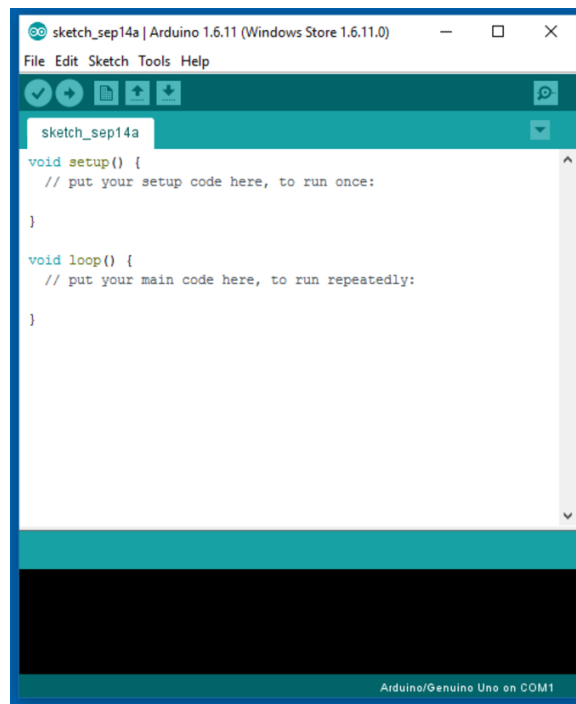 sketch_sep14a | Arduino 1.6.11 (Windows Store 1.6.11.0)
File Edit Sketch Tools Help
sketch_sep14a
void setup() {
  // put your setup code here, to run once:
}
void loop() {
  // put your main code here, to run repeatedly:
}
Arduino/Genuino Uno on COM1